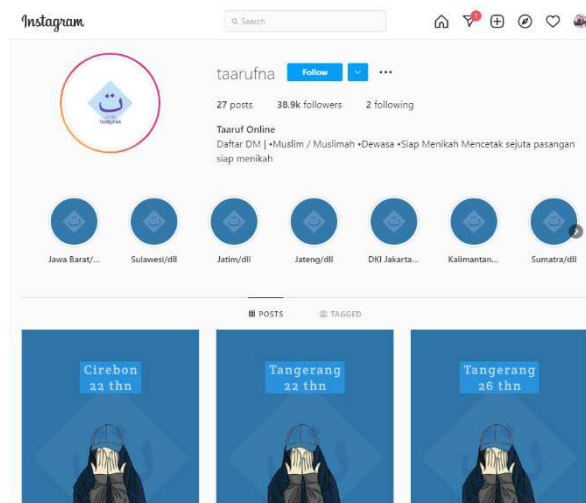 Instagram
Search
taarufna
Follow
27 posts 38.9k followers 2 following
Taaruf Online
Daftar DM | •Muslim / Muslimah •Dewasa •Siap Menikah Mencetak sejuta pasangan
siap menikah
ت
TAARUFNA
Jawa Barat/... Sulawesi/dll Jatim/dll Jateng/dll DKI Jakarta... Kalimantan... Sumatra/dll
POSTS TAGGED
Cirebon
22 thn
Tangerang
22 thn
Tangerang
26 thn